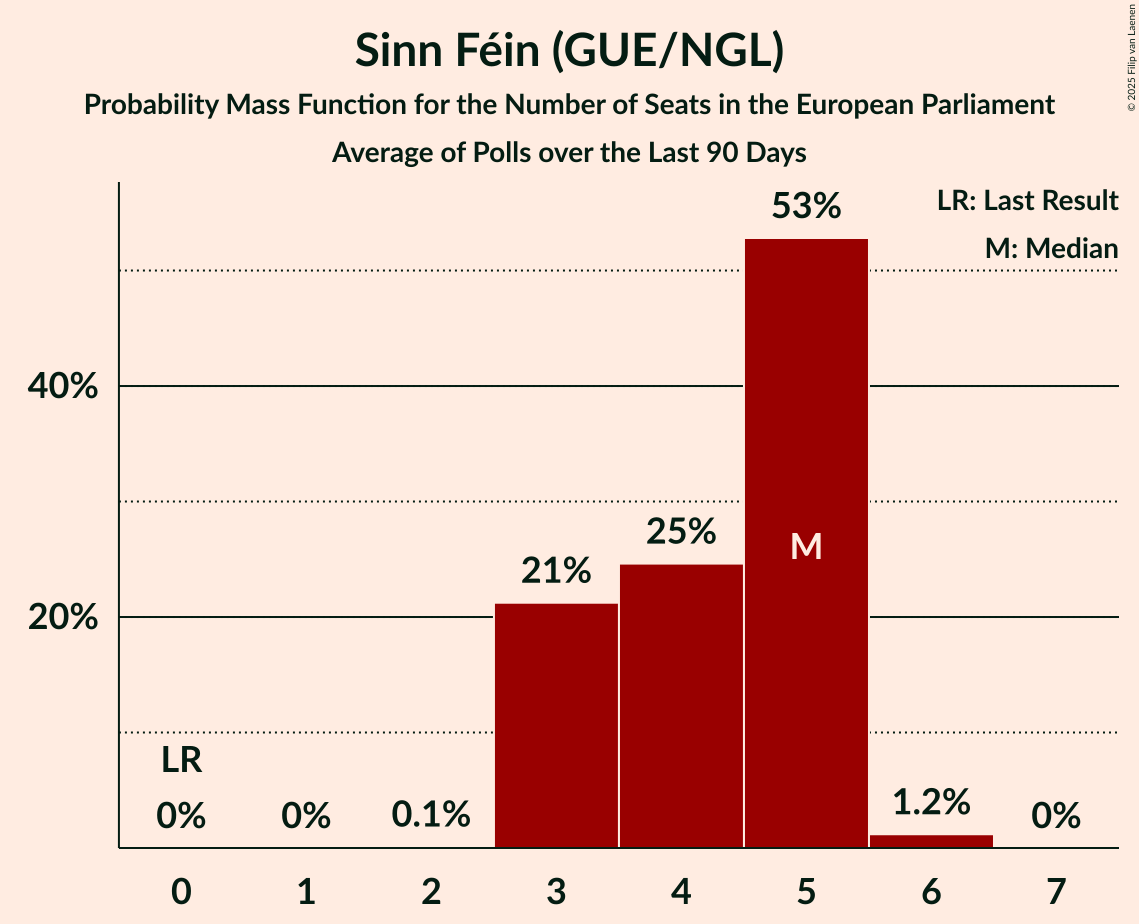 Sinn Féin (GUE/NGL)
Probability Mass Function for the Number of Seats in the European Parliament
Average of Polls over the Last 90 Days
© 2025 Filip van Laenen
LR: Last Result
M: Median
53%
40%
25%
M
21%
20%
LR
0%
0%
0.1%
1.2%
0%
0 1 2 3 4 5 6 7